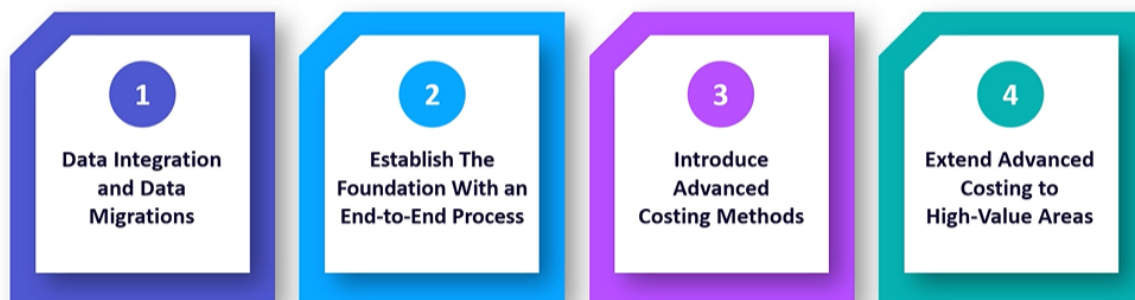 1
Data Integration
and Data
Migrations
2
Establish The
Foundation With an
End-to-End Process
3
Introduce
Advanced
Costing Methods
4
Extend Advanced
Costing to
High-Value Areas